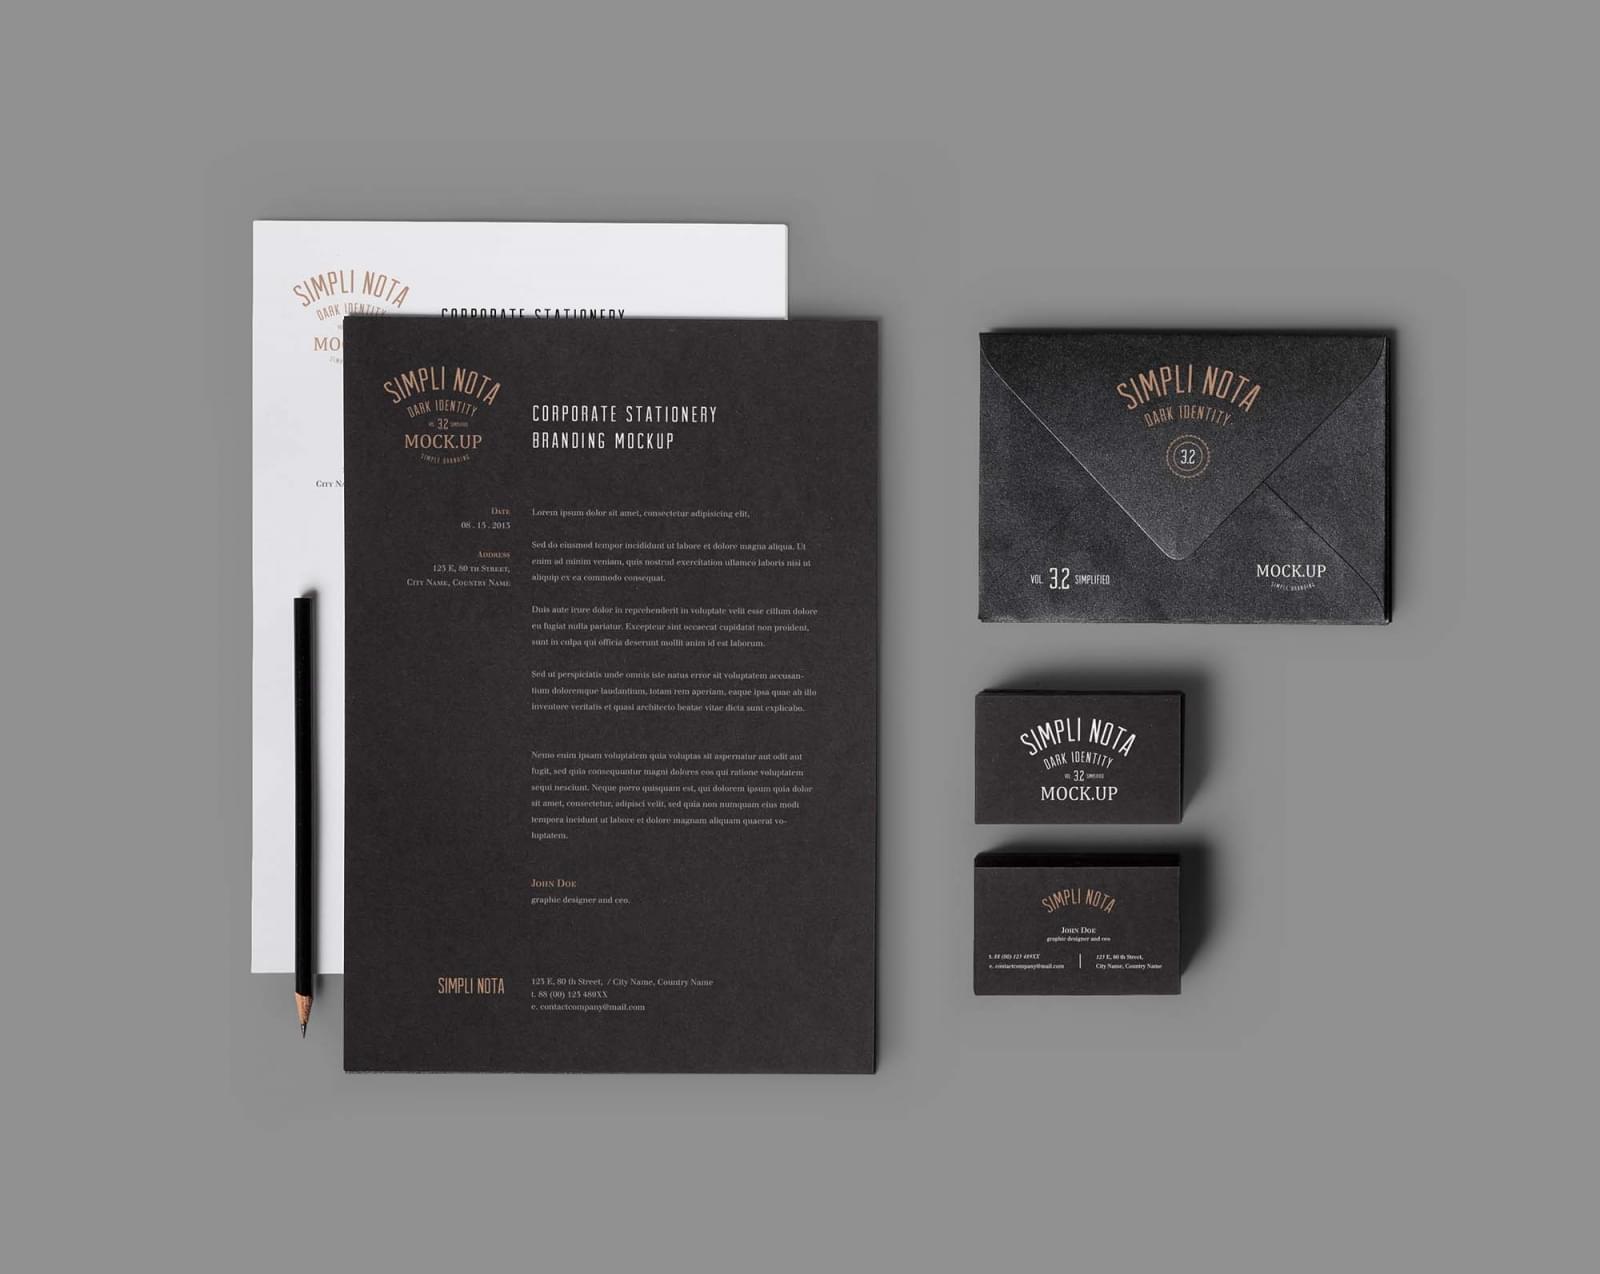 SIMPLI NOTA
DARK IDENTITY
CORPORATE STATIONERY
CITY
SIMPLI NOTA
DARK IDENTITY
VOL. 3.2 SIMPLIFIED
MOCK.UP
SIMPLE BRANDING
CORPORATE STATIONERY
BRANDING MOCKUP
DATE
08 . 15 . 2013
ADDRESS
123 E, 80 TH STREET,
CITY NAME, COUNTRY NAME
Lorem ipsum dolor sit amet, consectetur adipisicing elit,
Sed do eiusmod tempor incididunt ut labore et dolore magna aliqua. Ut
enim ad minim veniam, quis nostrud exercitation ullamco laboris nisi ut
aliquip ex ea commodo consequat.
Duis aute irure dolor in reprehenderit in voluptate velit esse cillum dolore
eu fugiat nulla pariatur. Excepteur sint occaecat cupidatat non proident,
sunt in culpa qui officia deserunt mollit anim id est laborum.
Sed ut perspiciatis unde omnis iste natus error sit voluptatem accusan-
tium doloremque laudantium, totam rem aperiam, eaque ipsa quae ab illo
inventore veritatis et quasi architecto beatae vitae dicta sunt explicabo.
Nemo enim ipsam voluptatem quia voluptas sit aspernatur aut odit aut
fugit, sed quia consequuntur magni dolores eos qui ratione voluptatem
sequi nesciunt. Neque porro quisquam est, qui dolorem ipsum quia dolor
sit amet, consectetur, adipisci velit, sed quia non numquam eius modi
tempora incidunt ut labore et dolore magnam aliquam quaerat vo-
luptatem.
JOHN DOE
graphic designer and ceo.
SIMPLI NOTA
123 E, 80 th Street, / City Name, Country Name
t. 88 (00) 123 489XX
e. contactcompany@mail.com
SIMPLI NOTA
DARK IDENTITY
3.2
VOL. 3.2 SIMPLIFIED
MOCK.UP
SIMPLE BRANDING
SIMPLI NOTA
DARK IDENTITY
VOL. 3.2 SIMPLIFIED
MOCK.UP
SIMPLI NOTA
JOHN DOE
graphic designer and ceo
t. 88 (00) 123 489XX
e. contactcompany@mail.com
123 E, 80 th Street,
City Name, Country Name